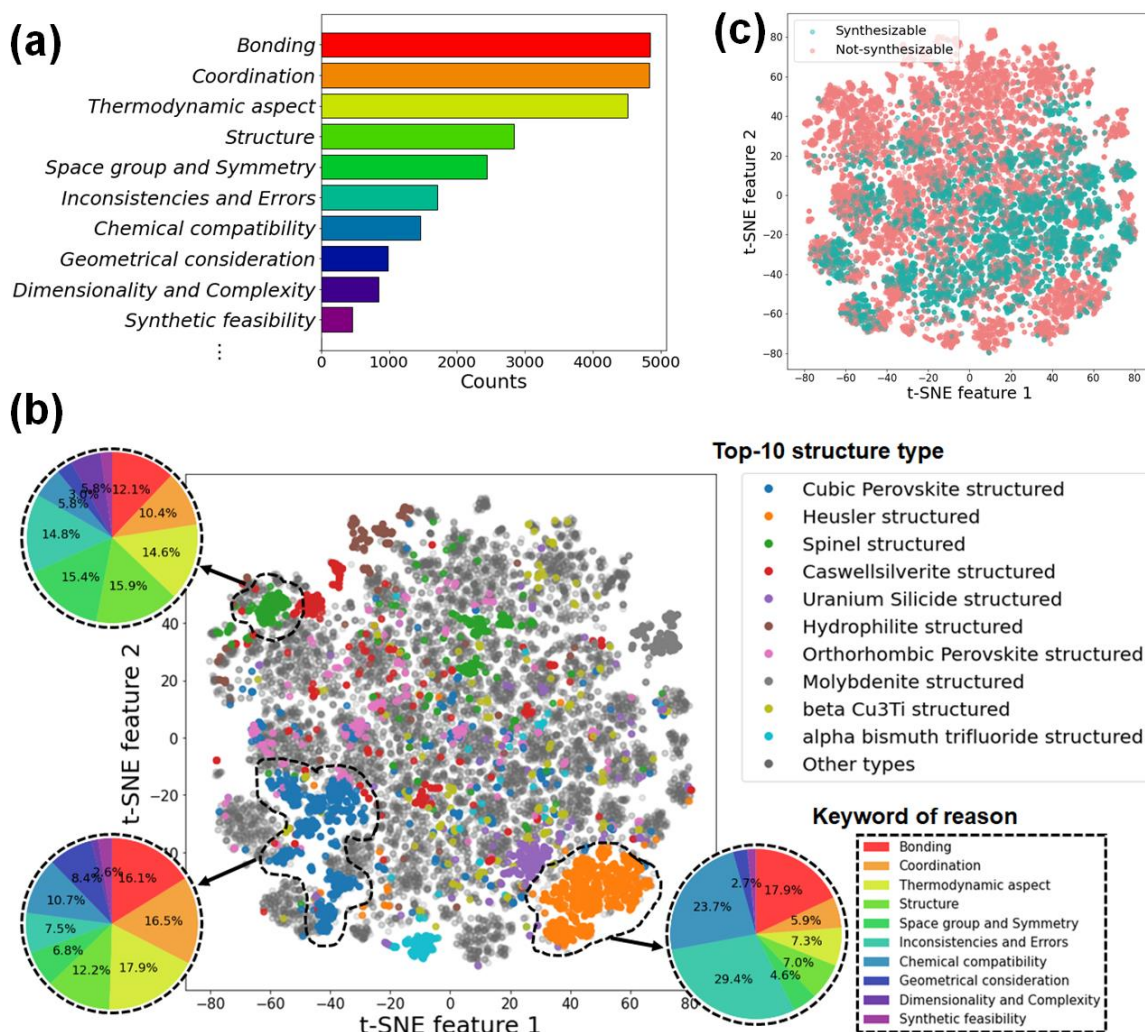 (a)
Bonding
Coordination
Thermodynamic aspect
Structure
Space group and Symmetry
Inconsistencies and Errors
Chemical compatibility
Geometrical consideration
Dimensionality and Complexity
Synthetic feasibility
⋮
0 1000 2000 3000 4000 5000
Counts
(c)
Synthesizable
Not-synthesizable
80
60
40
20
0
−20
−40
−60
−80
t-SNE feature 2
−80 −60 −40 −20 0 20 40 60 80
t-SNE feature 1
(b)
5.8% 12.1%
3.0%
5.8% 10.4%
14.8% 14.6%
15.4% 15.9%
2.6% 16.1%
8.4%
10.7% 16.5%
7.5%
6.8%
12.2% 17.9%
40
20
0
−20
−40
t-SNE feature 2
−80 −60 −40 −20 0 20 40 60 80
t-SNE feature 1
Top-10 structure type
Cubic Perovskite structured
Heusler structured
Spinel structured
Caswellsilverite structured
Uranium Silicide structured
Hydrophilite structured
Orthorhombic Perovskite structured
Molybdenite structured
beta Cu3Ti structured
alpha bismuth trifluoride structured
Other types
2.7% 17.9%
23.7% 5.9%
7.3%
7.0%
29.4% 4.6%
Keyword of reason
Bonding
Coordination
Thermodynamic aspect
Structure
Space group and Symmetry
Inconsistencies and Errors
Chemical compatibility
Geometrical consideration
Dimensionality and Complexity
Synthetic feasibility